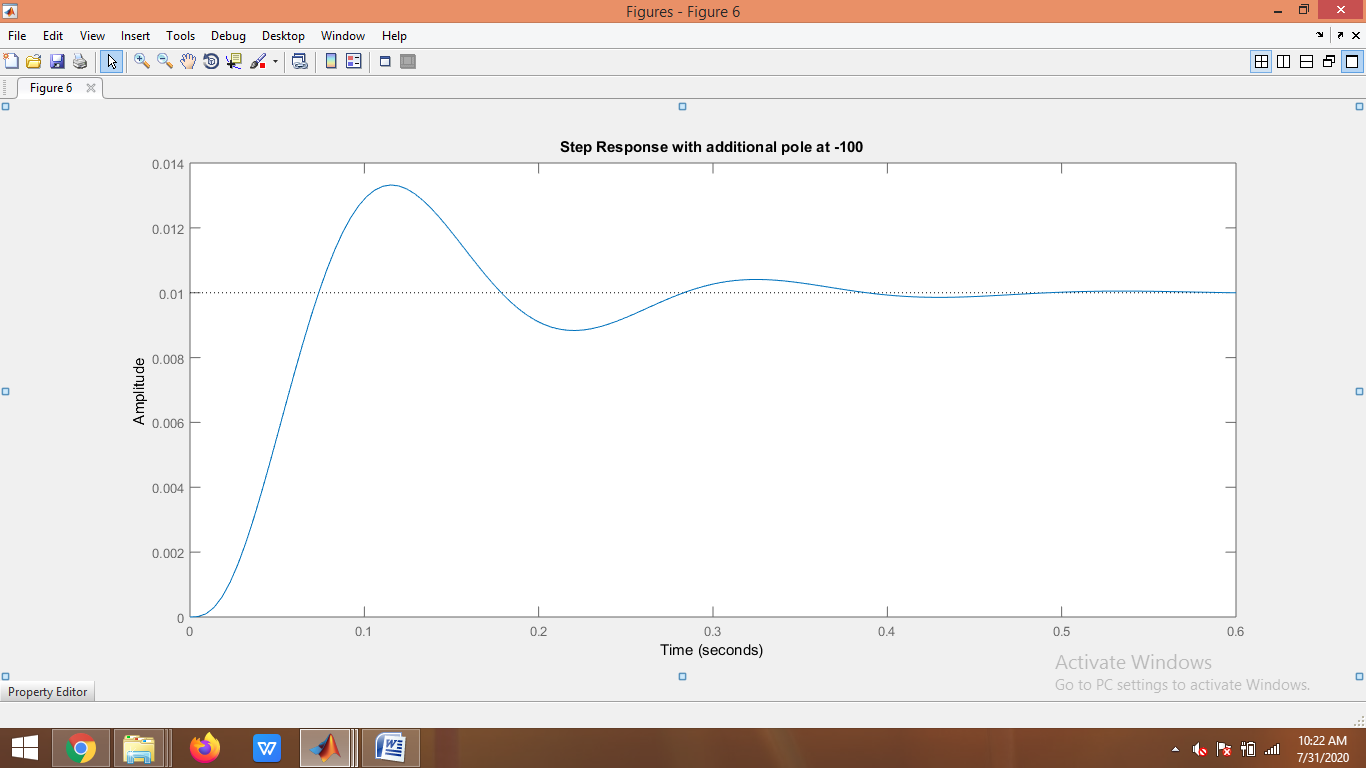 Figures - Figure 6
File Edit View Insert Tools Debug Desktop Window Help
Figure 6
Step Response with additional pole at -100
0.014
0.012
0.01
0.008
0.006
0.004
0.002
0
Amplitude
0 0.1 0.2 0.3 0.4 0.5 0.6
Time (seconds)
Activate Windows
Go to PC settings to activate Windows.
Property Editor
W
W
10:22 AM
7/31/2020